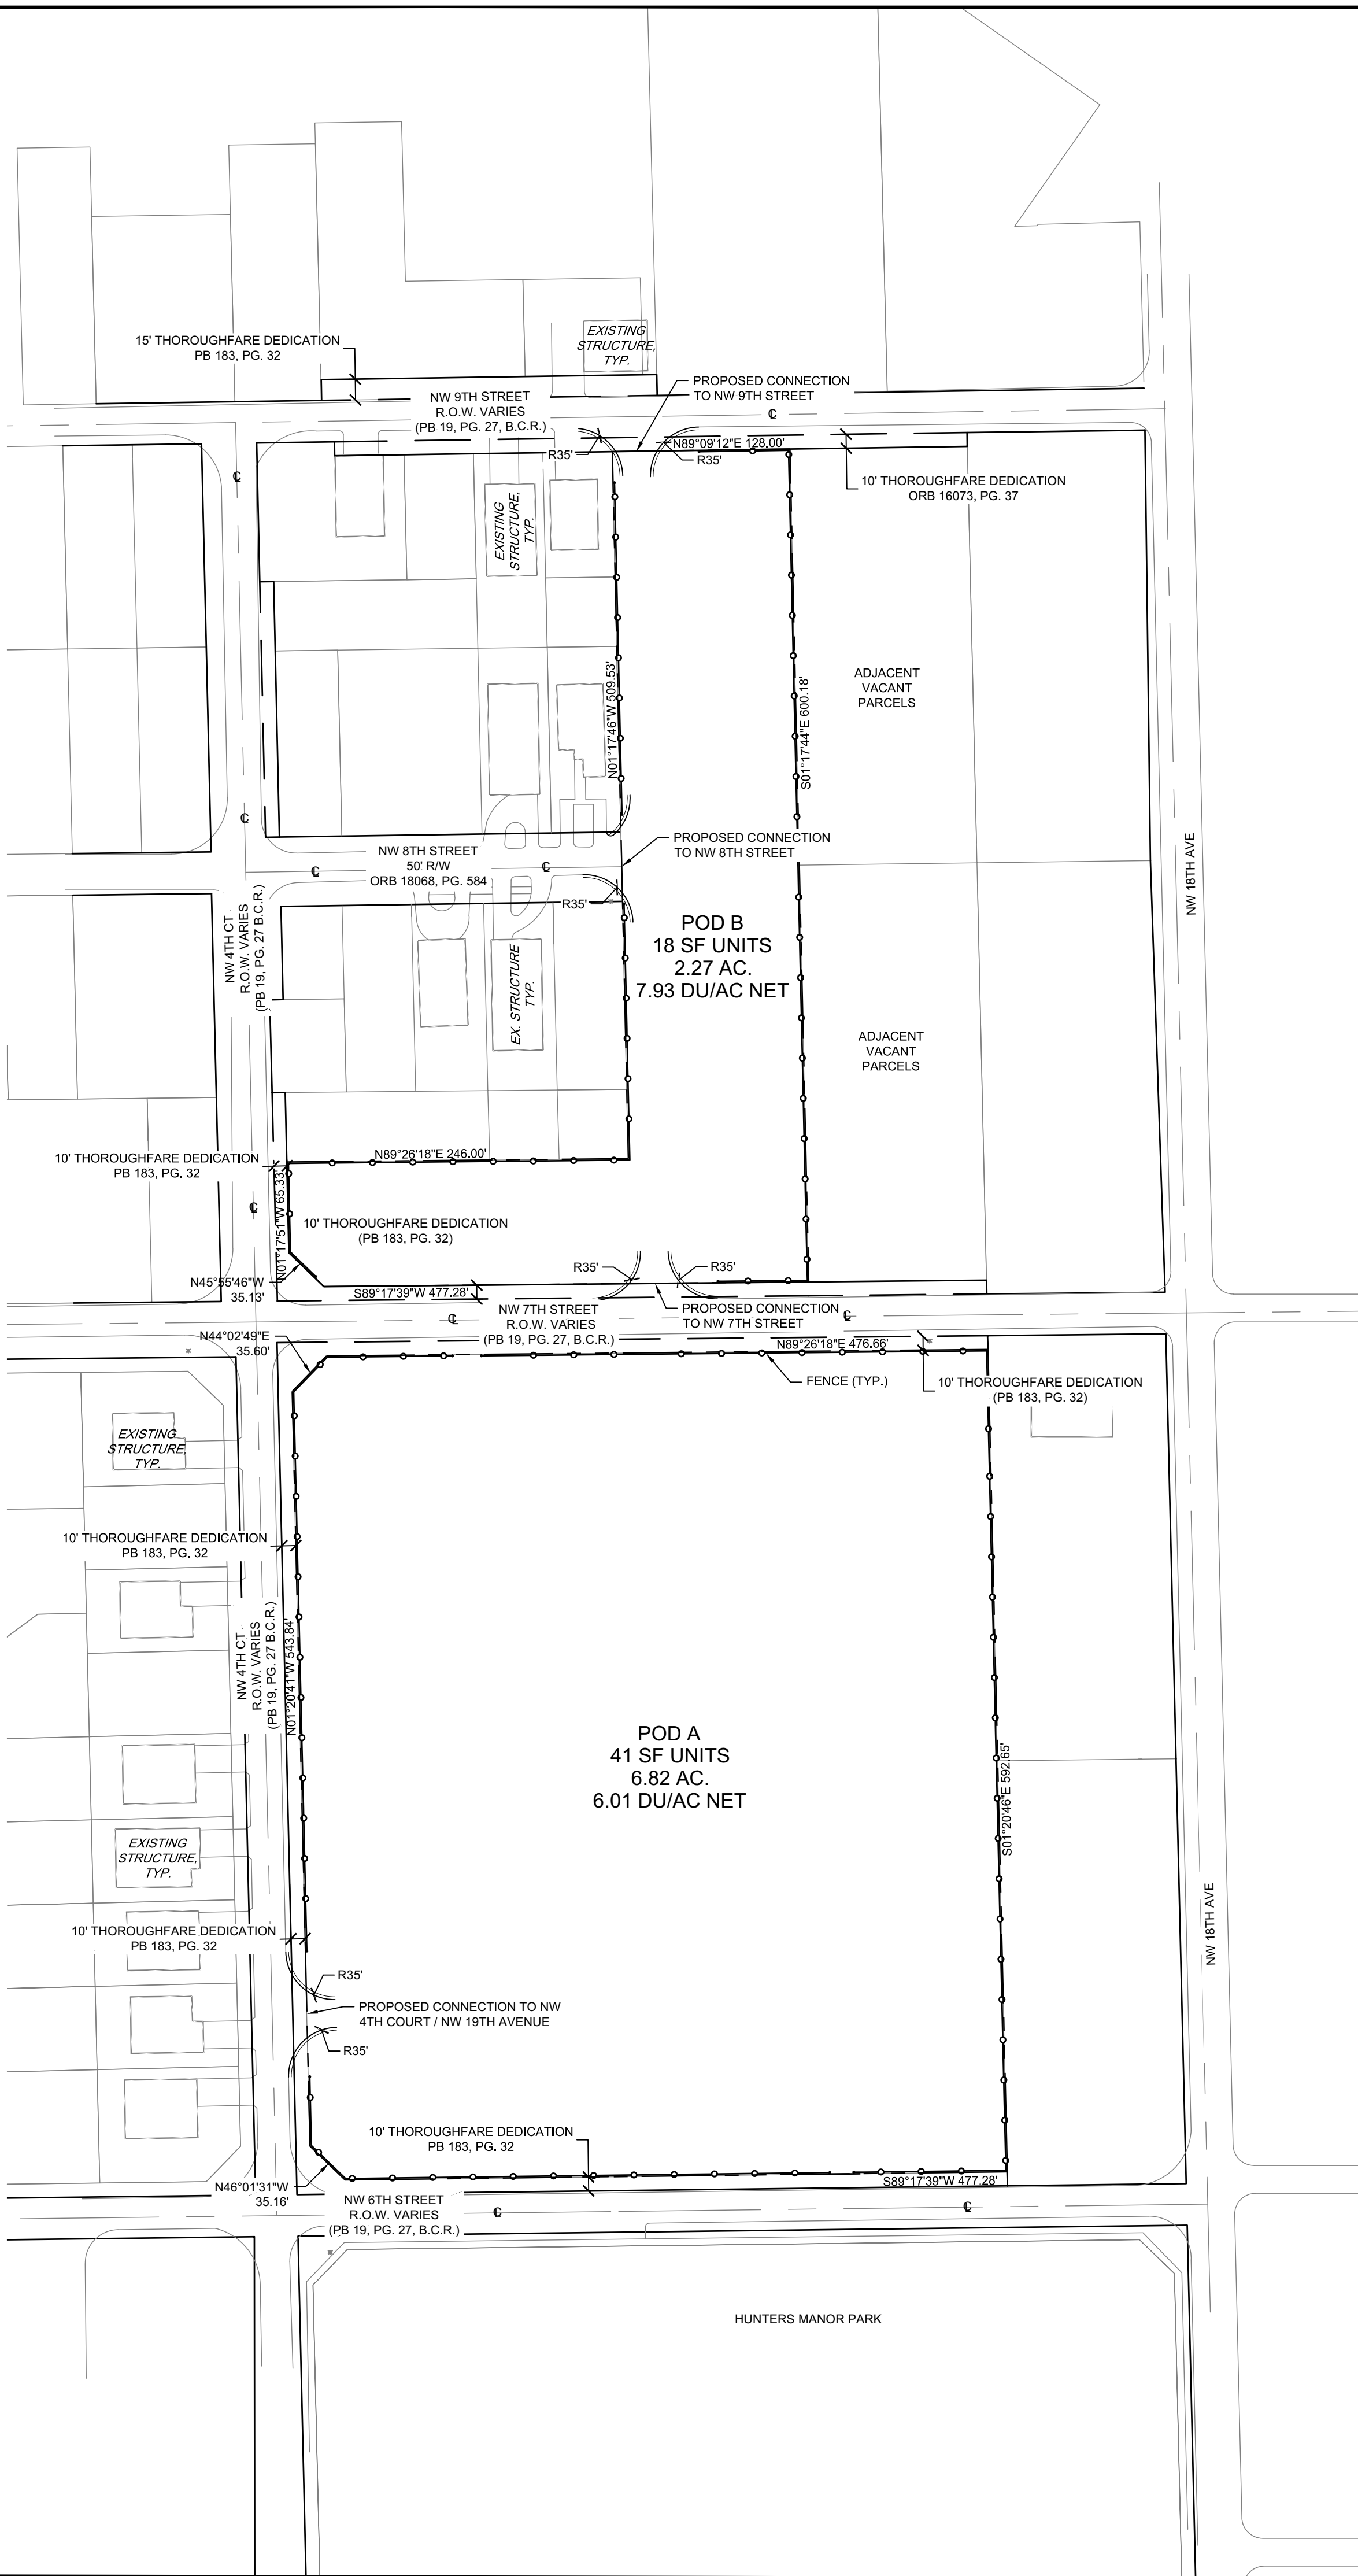 15' THOROUGHFARE DEDICATION
PB 183, PG. 32
EXISTING
STRUCTURE,
TYP.
NW 9TH STREET
R.O.W. VARIES
(PB 19, PG. 27, B.C.R.)
PROPOSED CONNECTION
TO NW 9TH STREET
℄
℄
R35'
N89°09'12"E 128.00'
R35'
10' THOROUGHFARE DEDICATION
ORB 16073, PG. 37
EXISTING
STRUCTURE,
TYP.
N01°17'46"W 509.53'
S01°17'44"E 600.18'
ADJACENT
VACANT
PARCELS
℄
NW 8TH STREET
50' R/W
ORB 18068, PG. 584
℄
℄
PROPOSED CONNECTION
TO NW 8TH STREET
R35'
NW 18TH AVE
NW 4TH CT
R.O.W. VARIES
(PB 19, PG. 27 B.C.R.)
EX. STRUCTURE
TYP.
POD B
18 SF UNITS
2.27 AC.
7.93 DU/AC NET
ADJACENT
VACANT
PARCELS
10' THOROUGHFARE DEDICATION
PB 183, PG. 32
N89°26'18"E 246.00'
N01°17'51"W 65.33'
℄
10' THOROUGHFARE DEDICATION
(PB 183, PG. 32)
N45°55'46"W
35.13'
R35'
R35'
S89°17'39"W 477.28'
℄
NW 7TH STREET
R.O.W. VARIES
(PB 19, PG. 27, B.C.R.)
PROPOSED CONNECTION
TO NW 7TH STREET
℄
N44°02'49"E
35.60'
N89°26'18"E 476.66'
FENCE (TYP.)
10' THOROUGHFARE DEDICATION
(PB 183, PG. 32)
EXISTING
STRUCTURE,
TYP.
10' THOROUGHFARE DEDICATION
PB 183, PG. 32
NW 4TH CT
R.O.W. VARIES
(PB 19, PG. 27 B.C.R.)
N01°20'41"W 543.84'
POD A
41 SF UNITS
6.82 AC.
6.01 DU/AC NET
S01°20'46"E 592.65'
EXISTING
STRUCTURE,
TYP.
NW 18TH AVE
10' THOROUGHFARE DEDICATION
PB 183, PG. 32
R35'
PROPOSED CONNECTION TO NW
4TH COURT / NW 19TH AVENUE
R35'
10' THOROUGHFARE DEDICATION
PB 183, PG. 32
N46°01'31"W
35.16'
S89°17'39"W 477.28'
NW 6TH STREET
R.O.W. VARIES
(PB 19, PG. 27, B.C.R.)
℄
℄
HUNTERS MANOR PARK